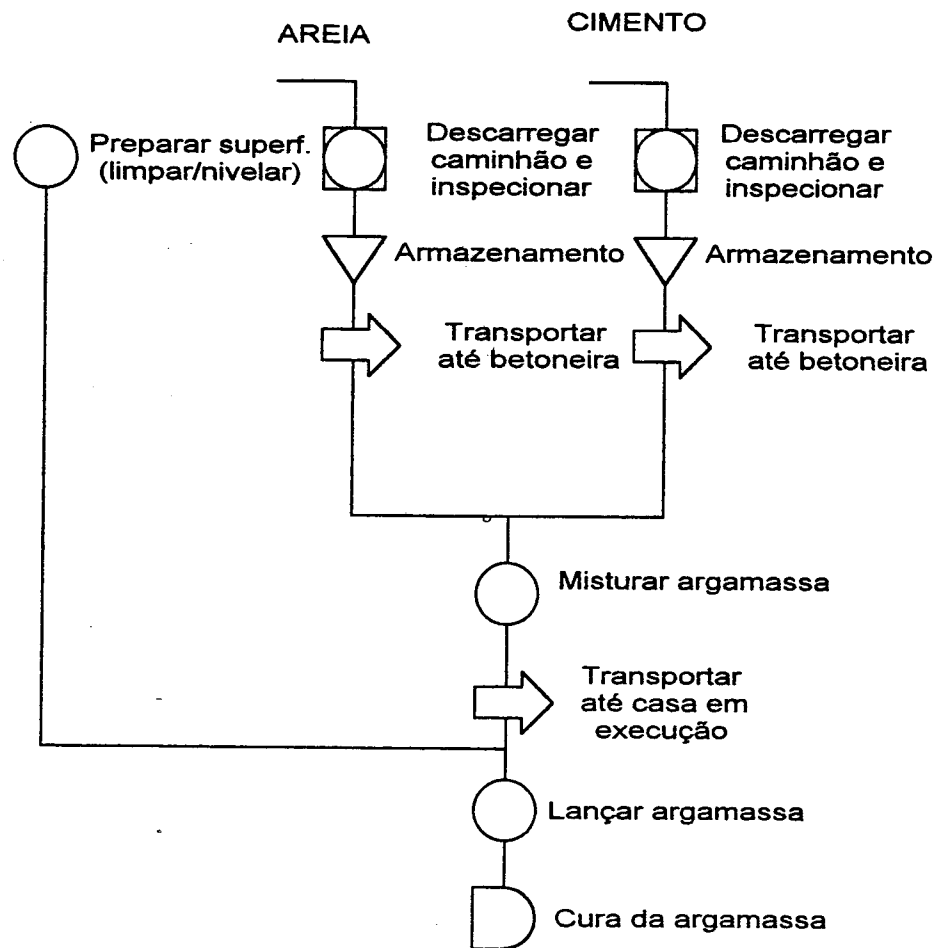 AREIA
CIMENTO
Preparar superf.
(limpar/nivelar)
Descarregar
caminhão e
inspecionar
Descarregar
caminhão e
inspecionar
Armazenamento
Armazenamento
Transportar
até betoneira
Transportar
até betoneira
Misturar argamassa
Transportar
até casa em
execução
Lançar argamassa
Cura da argamassa